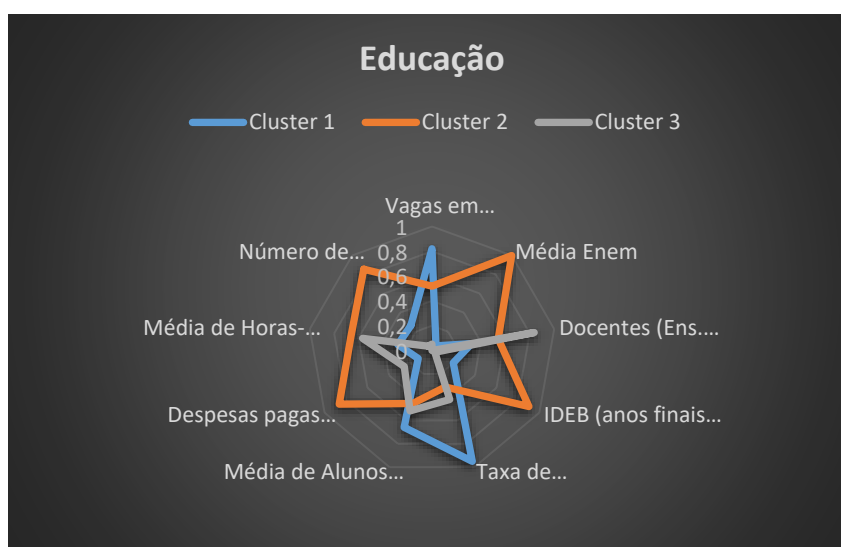 Educação
Cluster 1 Cluster 2 Cluster 3
Vagas em...
Média Enem
Docentes (Ens....
IDEB (anos finais...
Taxa de...
Média de Alunos...
Despesas pagas...
Média de Horas-...
Número de...
1
0,8
0,6
0,4
0,2
0